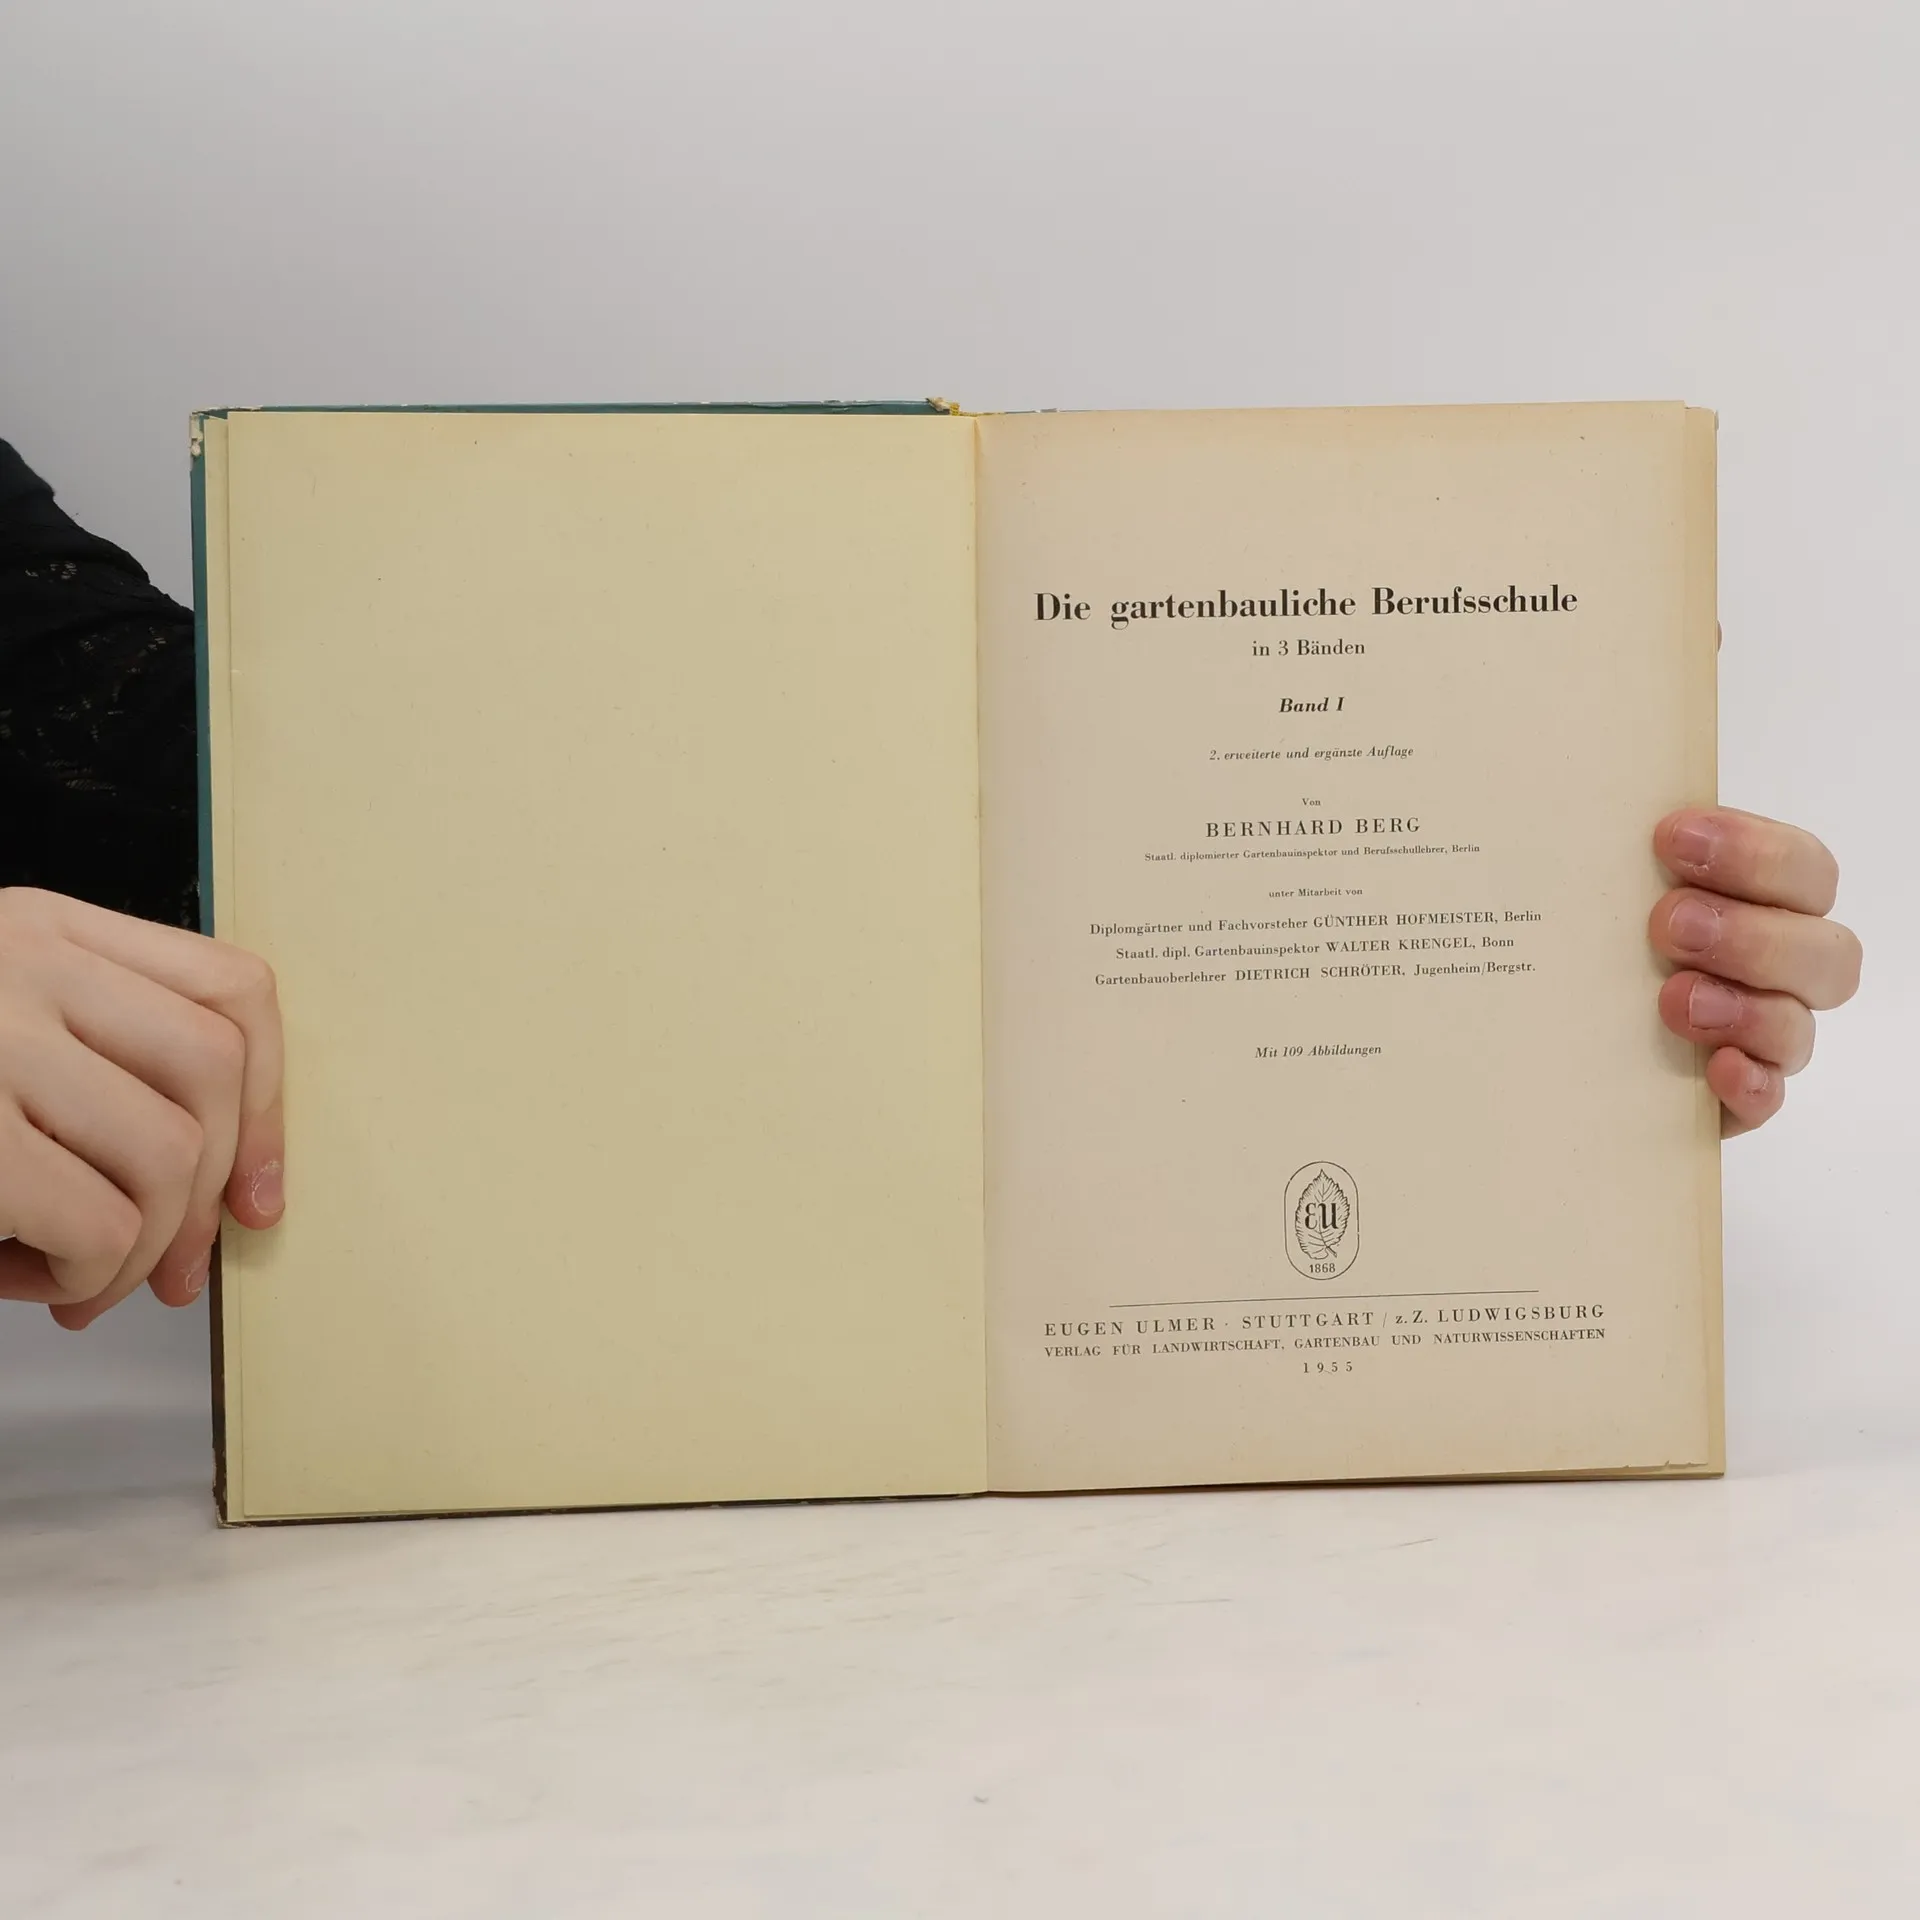 Die gartenbauliche Berufsschule
in 3 Bänden
Band I
2. erweiterte und ergänzte Auflage
Von
BERNHARD BERG
Staatl. diplomierter Gartenbauinspektor und Berufsschullehrer, Berlin
unter Mitarbeit von
Diplomgärtner und Fachvorsteher GÜNTHER HOFMEISTER, Berlin
Staatl. dipl. Gartenbauinspektor WALTER KRENGEL, Bonn
Gartenbauoberlehrer DIETRICH SCHRÖTER, Jugenheim/Bergstr.
Mit 109 Abbildungen
EU
1868
EUGEN ULMER · STUTTGART / z. Z. LUDWIGSBURG
VERLAG FÜR LANDWIRTSCHAFT, GARTENBAU UND NATURWISSENSCHAFTEN
1955